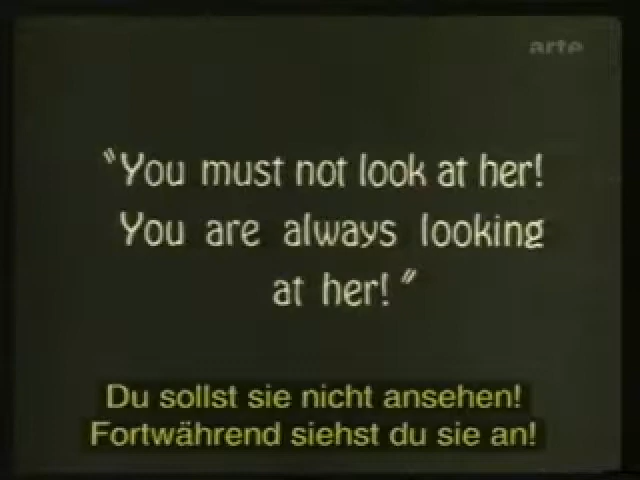 arte
"You must not look at her!
You are always looking
at her!"
Du sollst sie nicht ansehen!
Fortwährend siehst du sie an!